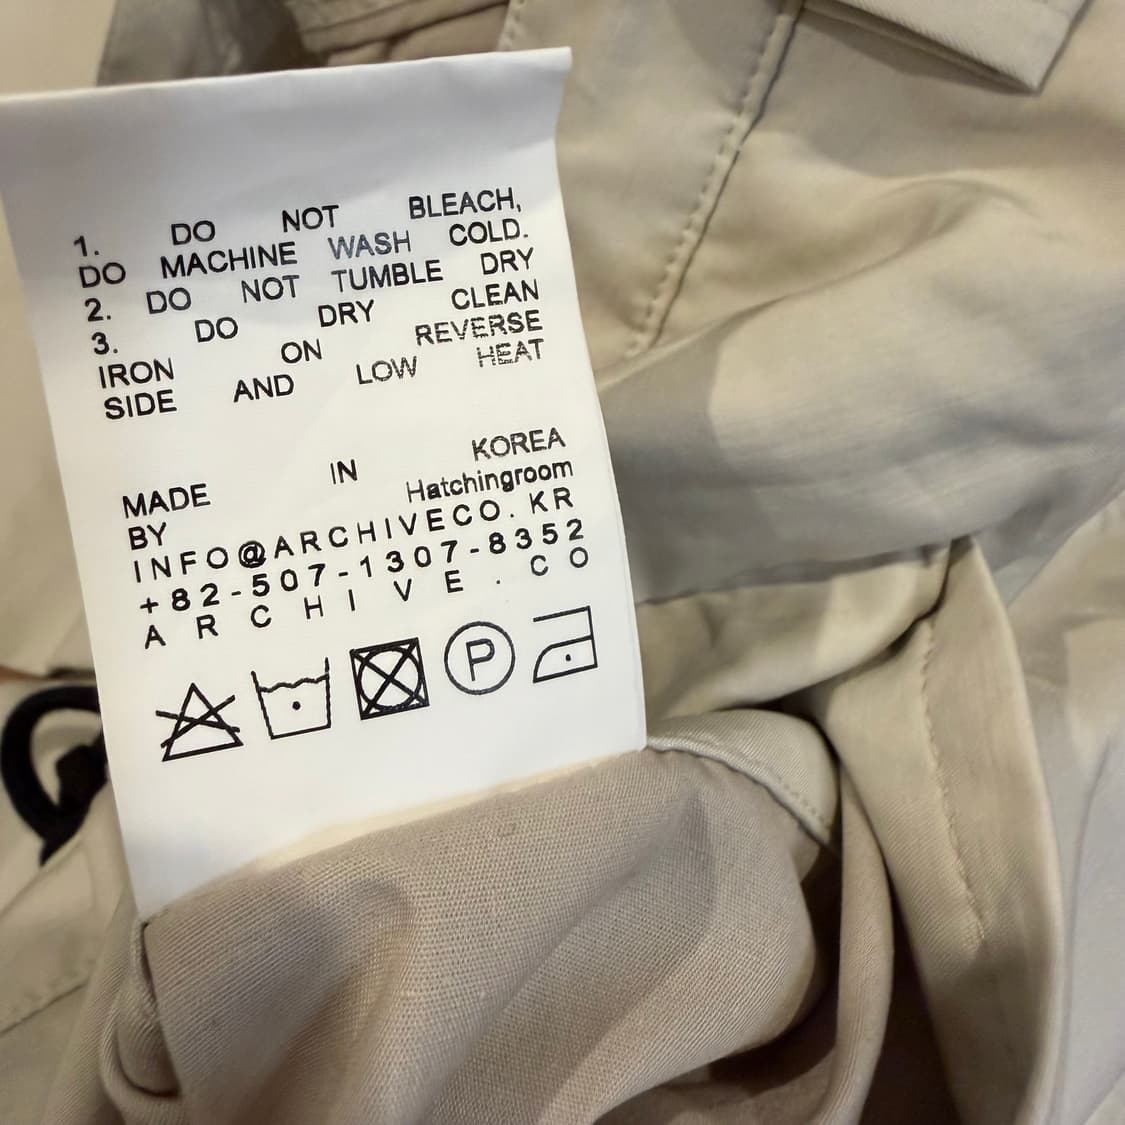 1. DO NOT BLEACH,
DO MACHINE WASH COLD.
2. DO NOT TUMBLE DRY
3. DO DRY CLEAN
IRON ON REVERSE
SIDE AND LOW HEAT
MADE IN KOREA
BY Hatchingroom
INFO@ARCHIVECO.KR
+82-507-1307-8352
ARCHIVE.CO
P